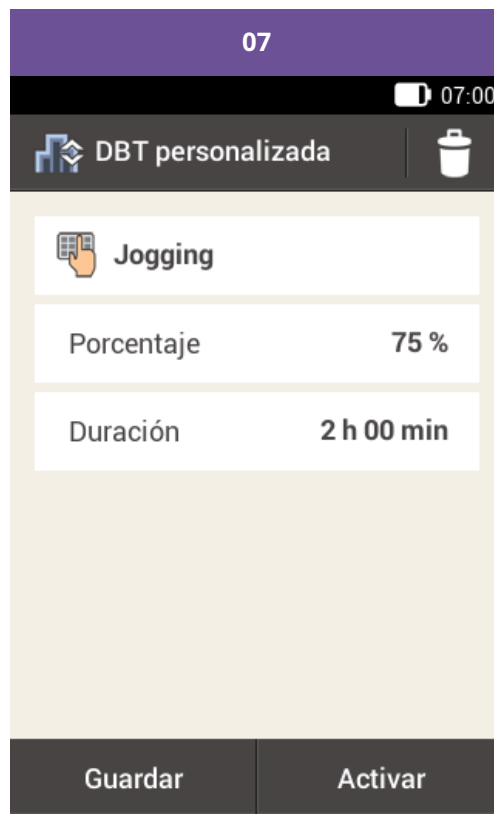 07
07:00
DBT personalizada
Jogging
Porcentaje 75 %
Duración 2 h 00 min
Guardar Activar